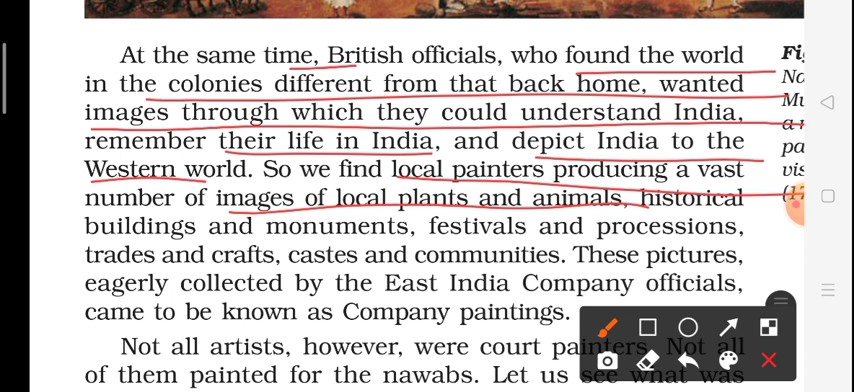 At the same time, British officials, who found the world
in the colonies different from that back home, wanted
images through which they could understand India,
remember their life in India, and depict India to the
Western world. So we find local painters producing a vast
number of images of local plants and animals, historical
buildings and monuments, festivals and processions,
trades and crafts, castes and communities. These pictures,
eagerly collected by the East India Company officials,
came to be known as Company paintings.
Not all artists, however, were court painters. Not all
of them painted for the nawabs. Let us see what was